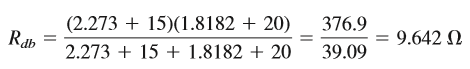 R_db = (2.273 + 15)(1.8182 + 20) / 2.273 + 15 + 1.8182 + 20 = 376.9 / 39.09 = 9.642 Ω